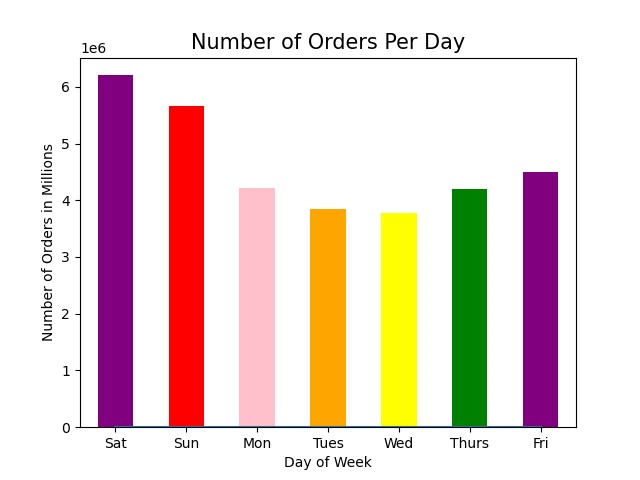 Number of Orders Per Day
1e6
6
5
4
3
2
1
0
Number of Orders in Millions
Sat Sun Mon Tues Wed Thurs Fri
Day of Week